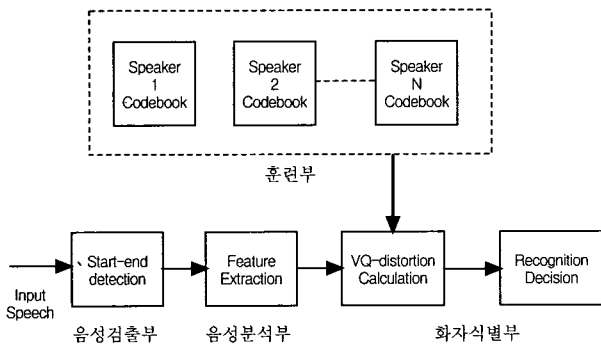 Speaker
1
Codebook
Speaker
2
Codebook
Speaker
N
Codebook
훈련부
Start-end
detection
Feature
Extraction
VQ-distortion
Calculation
Recognition
Decision
Input
Speech
음성검출부
음성분석부
화자식별부